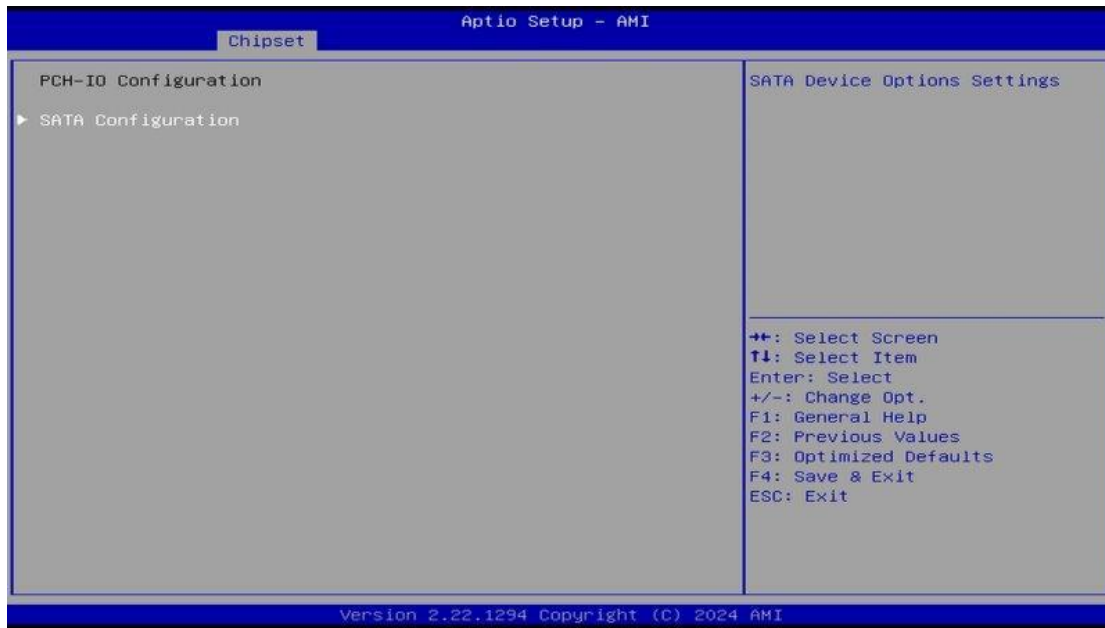 Aptio Setup - AMI
Chipset
PCH-IO Configuration
SATA Configuration
SATA Device Options Settings
→←: Select Screen
↑↓: Select Item
Enter: Select
+/-: Change Opt.
F1: General Help
F2: Previous Values
F3: Optimized Defaults
F4: Save & Exit
ESC: Exit
Version 2.22.1294 Copyright (C) 2024 AMI